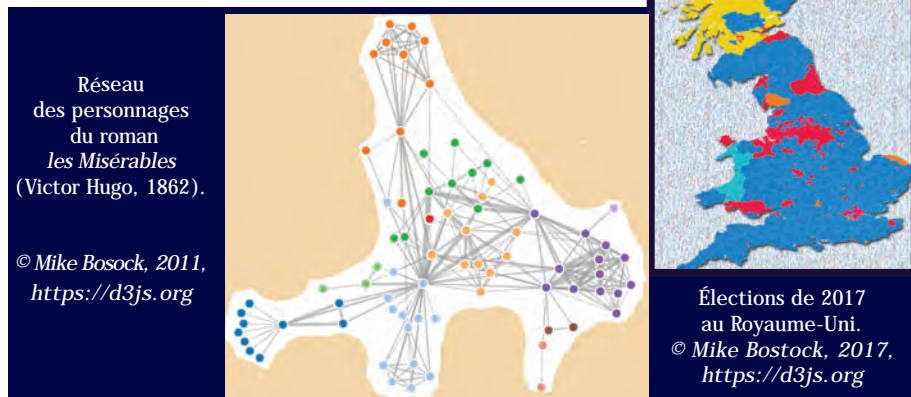 Réseau
des personnages
du roman
les Misérables
(Victor Hugo, 1862).
© Mike Bosock, 2011,
https://d3js.org
Élections de 2017
au Royaume-Uni.
© Mike Bostock, 2017,
https://d3js.org